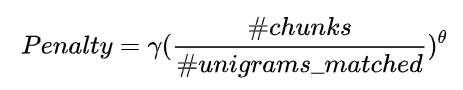 Penalty = γ(#chunks / #unigrams_matched)^θ